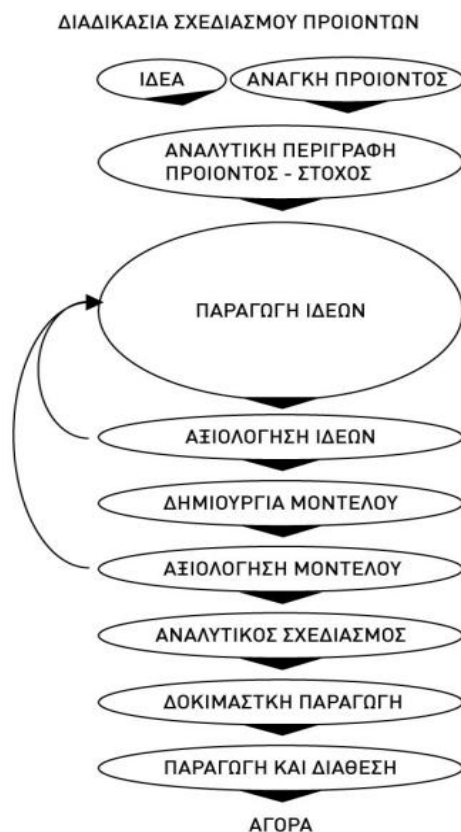 ΔΙΑΔΙΚΑΣΙΑ ΣΧΕΔΙΑΣΜΟΥ ΠΡΟΙΟΝΤΩΝ
ΙΔΕΑ
ΑΝΑΓΚΗ ΠΡΟΙΟΝΤΟΣ
ΑΝΑΛΥΤΙΚΗ ΠΕΡΙΓΡΑΦΗ
ΠΡΟΙΟΝΤΟΣ - ΣΤΟΧΟΣ
ΠΑΡΑΓΩΓΗ ΙΔΕΩΝ
ΑΞΙΟΛΟΓΗΣΗ ΙΔΕΩΝ
ΔΗΜΙΟΥΡΓΙΑ ΜΟΝΤΕΛΟΥ
ΑΞΙΟΛΟΓΗΣΗ ΜΟΝΤΕΛΟΥ
ΑΝΑΛΥΤΙΚΟΣ ΣΧΕΔΙΑΣΜΟΣ
ΔΟΚΙΜΑΣΤΚΗ ΠΑΡΑΓΩΓΗ
ΠΑΡΑΓΩΓΗ ΚΑΙ ΔΙΑΘΕΣΗ
ΑΓΟΡΑ